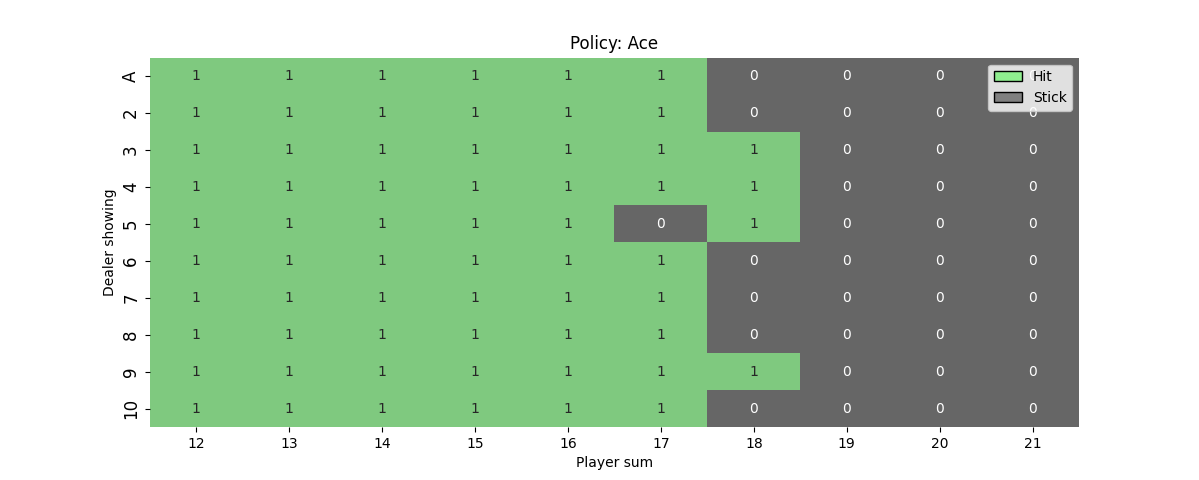 Policy: Ace
A 1 1 1 1 1 1 0 0 0 0
2 1 1 1 1 1 1 0 0 0 0
3 1 1 1 1 1 1 1 0 0 0
4 1 1 1 1 1 1 1 0 0 0
5 1 1 1 1 1 0 1 0 0 0
6 1 1 1 1 1 1 0 0 0 0
7 1 1 1 1 1 1 0 0 0 0
8 1 1 1 1 1 1 0 0 0 0
9 1 1 1 1 1 1 1 0 0 0
10 1 1 1 1 1 1 0 0 0 0
12 13 14 15 16 17 18 19 20 21
Player sum
Dealer showing
Hit
Stick